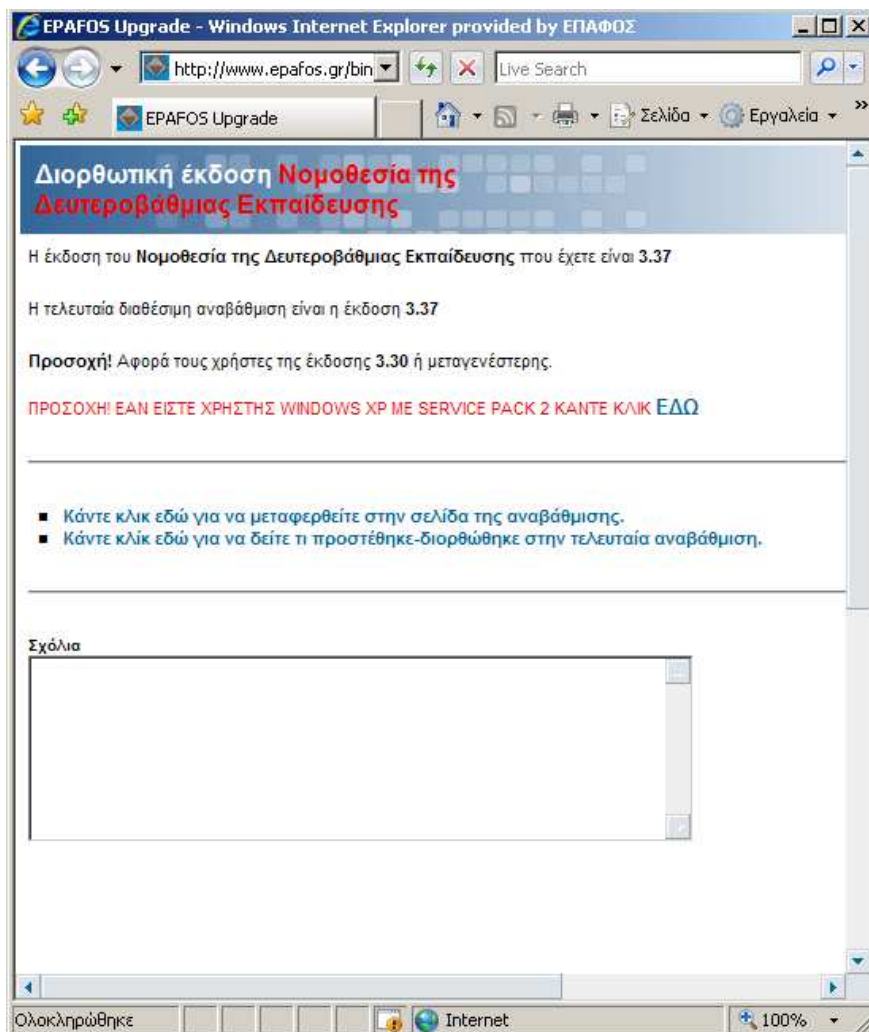 EPAFOS Upgrade - Windows Internet Explorer provided by ΕΠΑΦΟΣ
http://www.epafos.gr/bin
Live Search
EPAFOS Upgrade
Σελίδα
Εργαλεία
»
Διορθωτική έκδοση Νομοθεσία της
Δευτεροβάθμιας Εκπαίδευσης
Η έκδοση του Νομοθεσία της Δευτεροβάθμιας Εκπαίδευσης που έχετε είναι 3.37
Η τελευταία διαθέσιμη αναβάθμιση είναι η έκδοση 3.37
Προσοχή! Αφορά τους χρήστες της έκδοσης 3.30 ή μεταγενέστερης.
ΠΡΟΣΟΧΗ! ΕΑΝ ΕΙΣΤΕ ΧΡΗΣΤΗΣ WINDOWS XP ΜΕ SERVICE PACK 2 ΚΑΝΤΕ ΚΛΙΚ ΕΔΩ
Κάντε κλικ εδώ για να μεταφερθείτε στην σελίδα της αναβάθμισης.
Κάντε κλίκ εδώ για να δείτε τι προστέθηκε-διορθώθηκε στην τελευταία αναβάθμιση.
Σχόλια
Ολοκληρώθηκε
Internet
100%